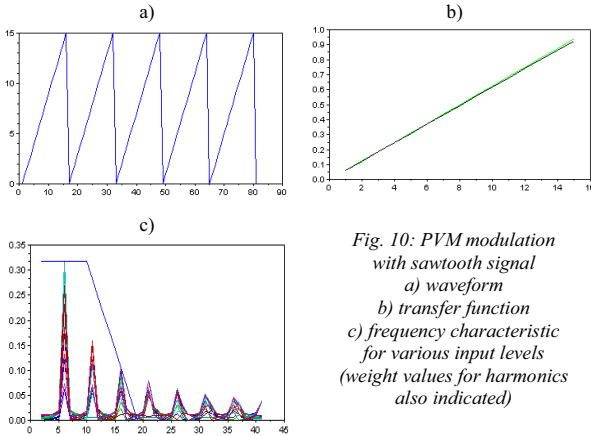 a)
15
10
5
0
0 10 20 30 40 50 60 70 80 90
b)
1.0
0.9
0.8
0.7
0.6
0.5
0.4
0.3
0.2
0.1
0.0
0 2 4 6 8 10 12 14 16
c)
0.35
0.30
0.25
0.20
0.15
0.10
0.05
0.00
0 5 10 15 20 25 30 35 40 45
Fig. 10: PVM modulation
with sawtooth signal
a) waveform
b) transfer function
c) frequency characteristic
for various input levels
(weight values for harmonics
also indicated)